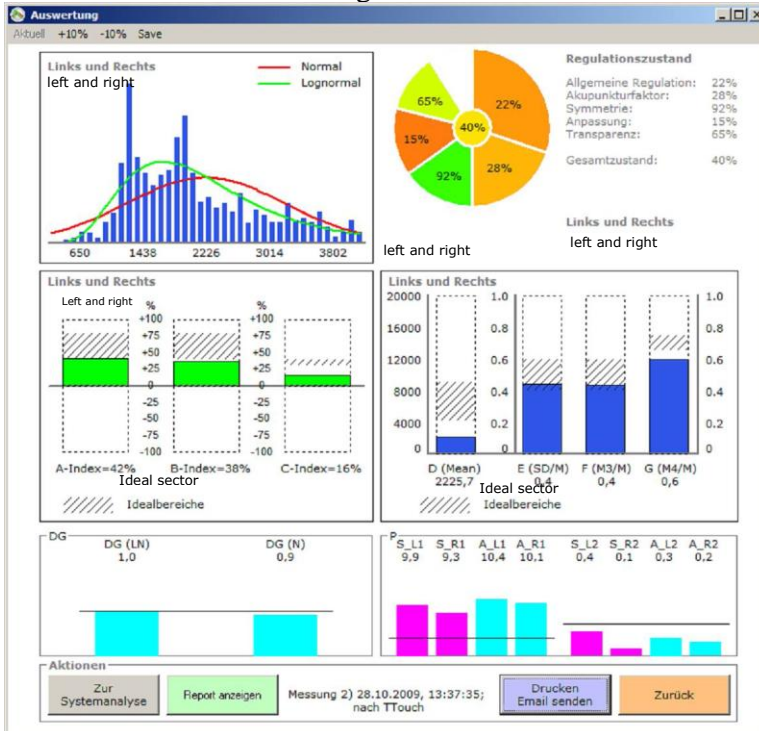 Auswertung
Aktuell +10% -10% Save
Links und Rechts
left and right
Normal
Lognormal
650 1438 2226 3014 3802
65% 22% 40% 15% 92% 28%
Regulationszustand
Allgemeine Regulation: 22%
Akupunkturfaktor: 28%
Symmetrie: 92%
Anpassung: 15%
Transparenz: 65%
Gesamtzustand: 40%
Links und Rechts
left and right
left and right
Links und Rechts
Left and right
% %
+100 +100
+75 +75
+50 +50
+25 +25
0 0
-25 -25
-50 -50
-75 -75
-100 -100
A-Index=42% B-Index=38% C-Index=16%
Ideal sector
Idealbereiche
Links und Rechts
20000 1.0 1.0
16000 0.8 0.8
12000 0.6 0.6
8000 0.4 0.4
4000 0.2 0.2
0 0 0
D (Mean) E (SD/M) F (M3/M) G (M4/M)
2225,7 0,4 0,4 0,6
Ideal sector
Idealbereiche
DG
DG (LN) DG (N)
1,0 0,9
P
S_L1 S_R1 A_L1 A_R1 S_L2 S_R2 A_L2 A_R2
9,9 9,3 10,4 10,1 0,4 0,1 0,3 0,2
Aktionen
Zur
Systemanalyse
Report anzeigen
Messung 2) 28.10.2009, 13:37:35;
nach TTouch
Drucken
Email senden
Zurück